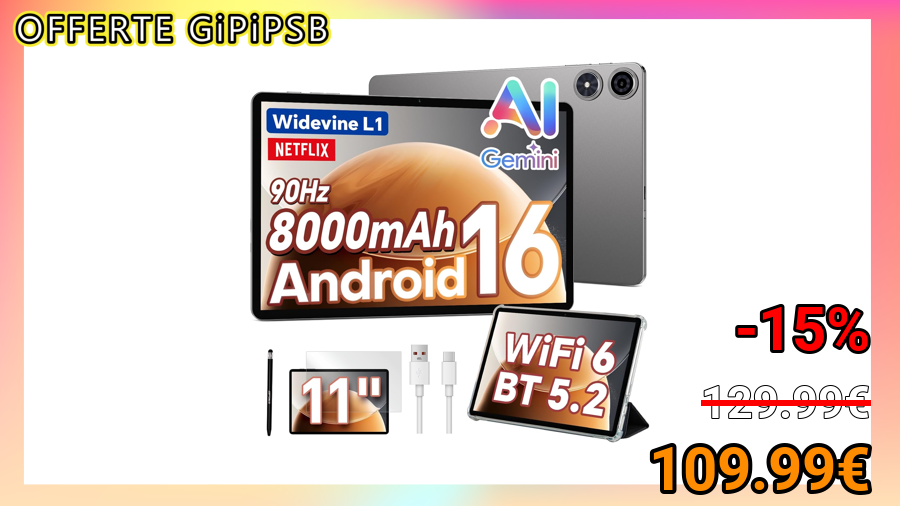 OFFERTE GiPiPSB
AI
Gemini
Widevine L1
NETFLIX
90Hz
8000mAh
Android 16
WiFi 6
BT 5.2
11"
-15%
129.99€
109.99€